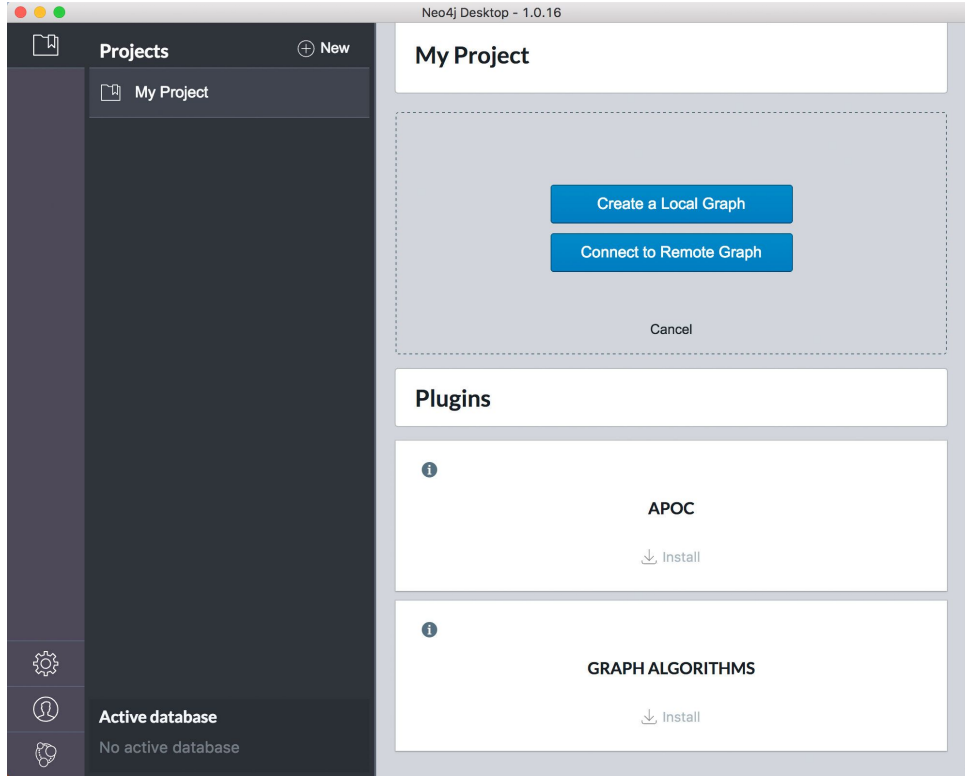 Neo4j Desktop - 1.0.16
Projects
New
My Project
Active database
No active database
My Project
Create a Local Graph
Connect to Remote Graph
Cancel
Plugins
APOC
Install
GRAPH ALGORITHMS
Install